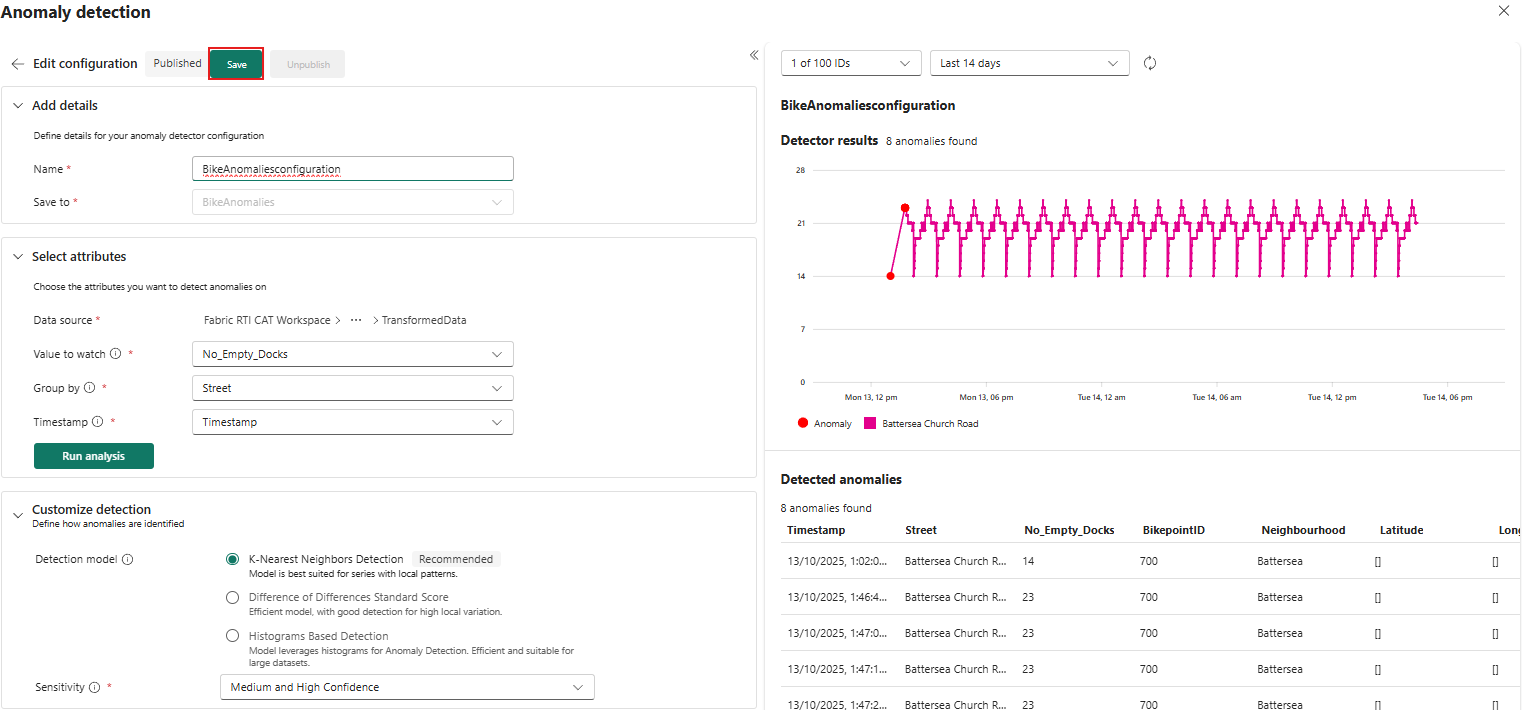 Anomaly detection
Edit configuration Published Save Unpublish
Add details
Define details for your anomaly detector configuration
Name * BikeAnomaliesconfiguration
Save to * BikeAnomalies
Select attributes
Choose the attributes you want to detect anomalies on
Data source * Fabric RTI CAT Workspace > ··· > TransformedData
Value to watch * No_Empty_Docks
Group by * Street
Timestamp * Timestamp
Run analysis
Customize detection
Define how anomalies are identified
Detection model K-Nearest Neighbors Detection Recommended
Model is best suited for series with local patterns.
Difference of Differences Standard Score
Efficient model, with good detection for high local variation.
Histograms Based Detection
Model leverages histograms for Anomaly Detection. Efficient and suitable for
large datasets.
Sensitivity * Medium and High Confidence
1 of 100 IDs Last 14 days
BikeAnomaliesconfiguration
Detector results 8 anomalies found
28
21
14
7
0
Mon 13, 12 pm Mon 13, 06 pm Tue 14, 12 am Tue 14, 06 am Tue 14, 12 pm Tue 14, 06 pm
Anomaly Battersea Church Road
Detected anomalies
8 anomalies found
Timestamp Street No_Empty_Docks BikepointID Neighbourhood Latitude Long
13/10/2025, 1:02:0... Battersea Church R... 14 700 Battersea [] []
13/10/2025, 1:46:4... Battersea Church R... 23 700 Battersea [] []
13/10/2025, 1:47:0... Battersea Church R... 23 700 Battersea [] []
13/10/2025, 1:47:1... Battersea Church R... 23 700 Battersea [] []
13/10/2025, 1:47:2... Battersea Church R... 23 700 Battersea [] []